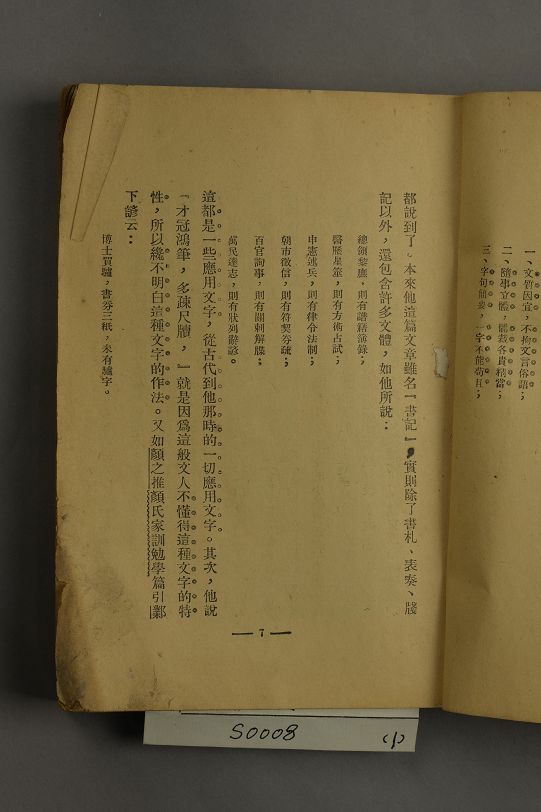 一、文質因宜，不拘文言俗語；
二、隨事立體，體裁各貴精當；
三、字句簡要，一字不能苟且；
都說到了。本來他這篇文章雖名「書記」，實則除了書札、表奏、牋
記以外，還包含許多文體，如他所說：
總領黎庶，則有譜籍簿錄；
醫歷星筮，則有方術占試；
申憲述兵，則有律令法制；
朝市徵信，則有符契券疏；
百官詢事，則有關刺解牒；
萬民達志，則有狀列辭諺。
這都是一些應用文字，從古代到他那時的一切應用文字。其次，他說
「才冠鴻筆，多疎尺牘，」就是因爲這般文人不懂得這種文字的特
性，所以纔不明白這種文字的作法。又如顏之推顏氏家訓勉學篇引鄴
下諺云：
博士買驢，書券三紙，未有驢字。
— 7 —
S0008
(1)